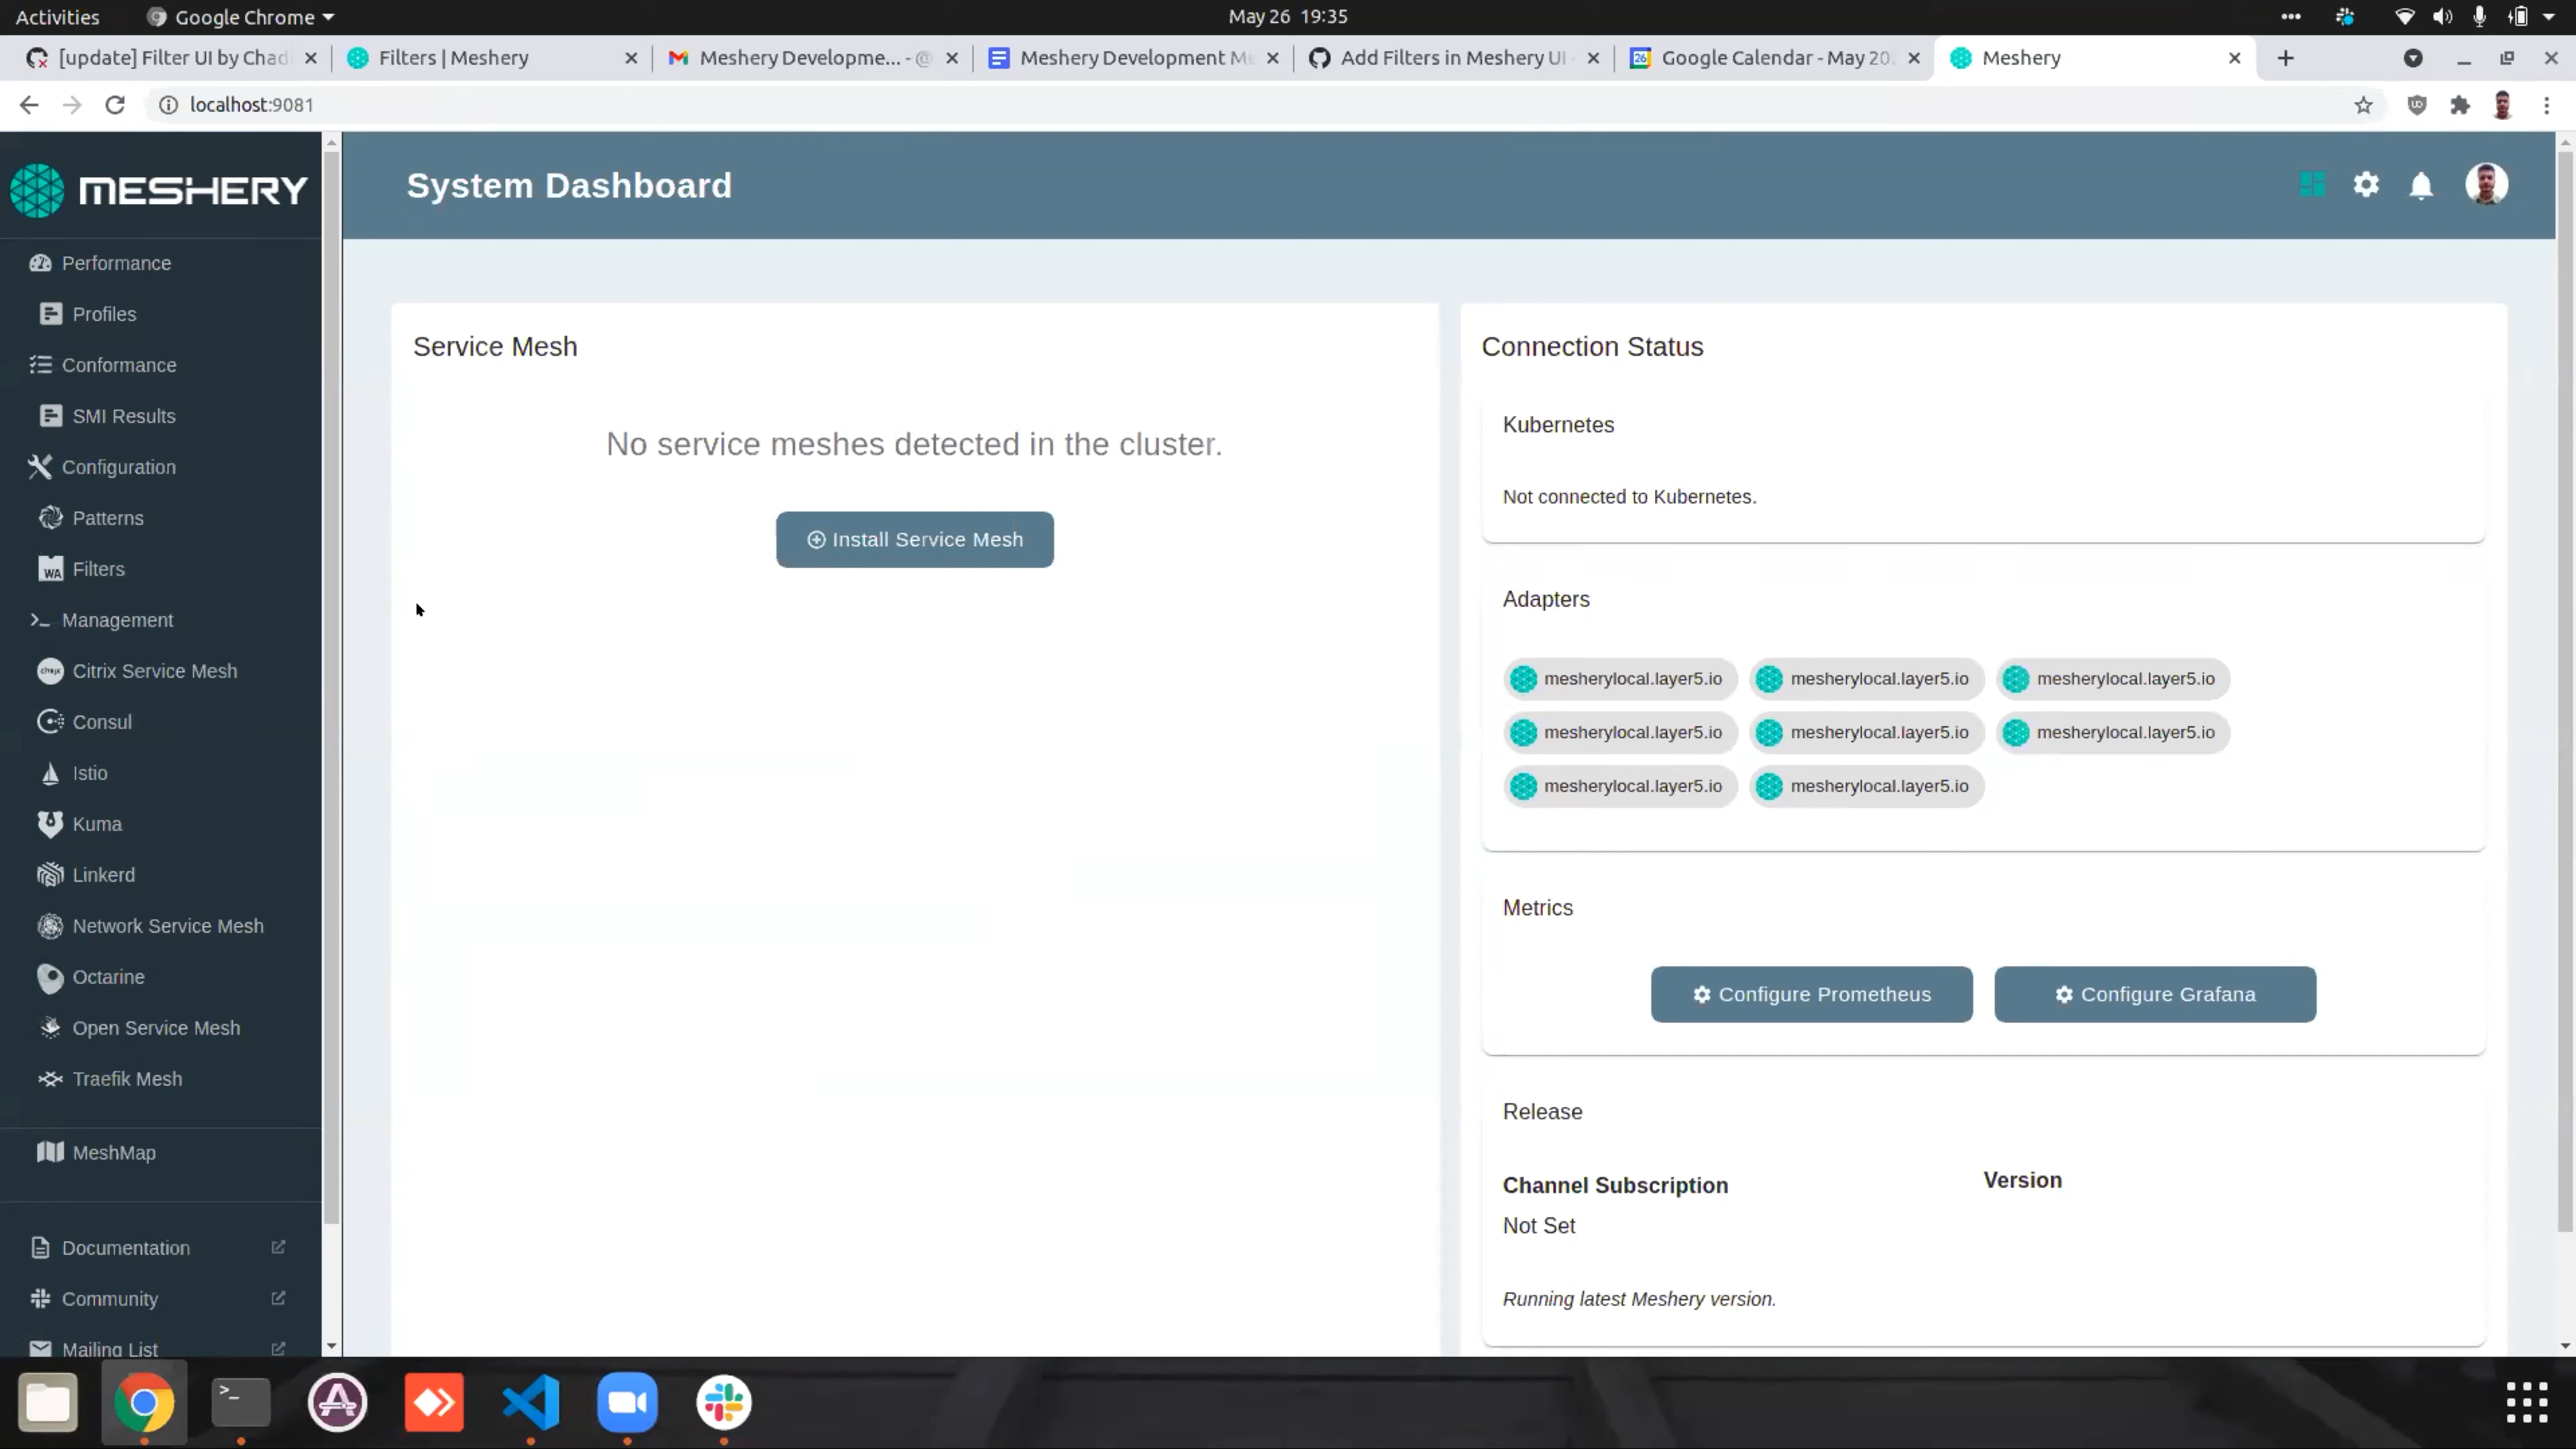 Activities Google Chrome May 26 19:35
[update] Filter UI by Chad Filters | Meshery Meshery Developme... - @ Meshery Development Me Add Filters in Meshery UI Google Calendar - May 20 Meshery
localhost:9081
MESHERY
System Dashboard
Performance
Profiles
Conformance
SMI Results
Configuration
Patterns
Filters
WA
Management
Citrix Service Mesh
Consul
Istio
Kuma
Linkerd
Network Service Mesh
Octarine
Open Service Mesh
Traefik Mesh
MeshMap
Documentation
Community
Mailing List
Service Mesh
No service meshes detected in the cluster.
Install Service Mesh
Connection Status
Kubernetes
Not connected to Kubernetes.
Adapters
mesherylocal.layer5.io mesherylocal.layer5.io mesherylocal.layer5.io
mesherylocal.layer5.io mesherylocal.layer5.io mesherylocal.layer5.io
mesherylocal.layer5.io mesherylocal.layer5.io
Metrics
Configure Prometheus Configure Grafana
Release
Channel Subscription Version
Not Set
Running latest Meshery version.